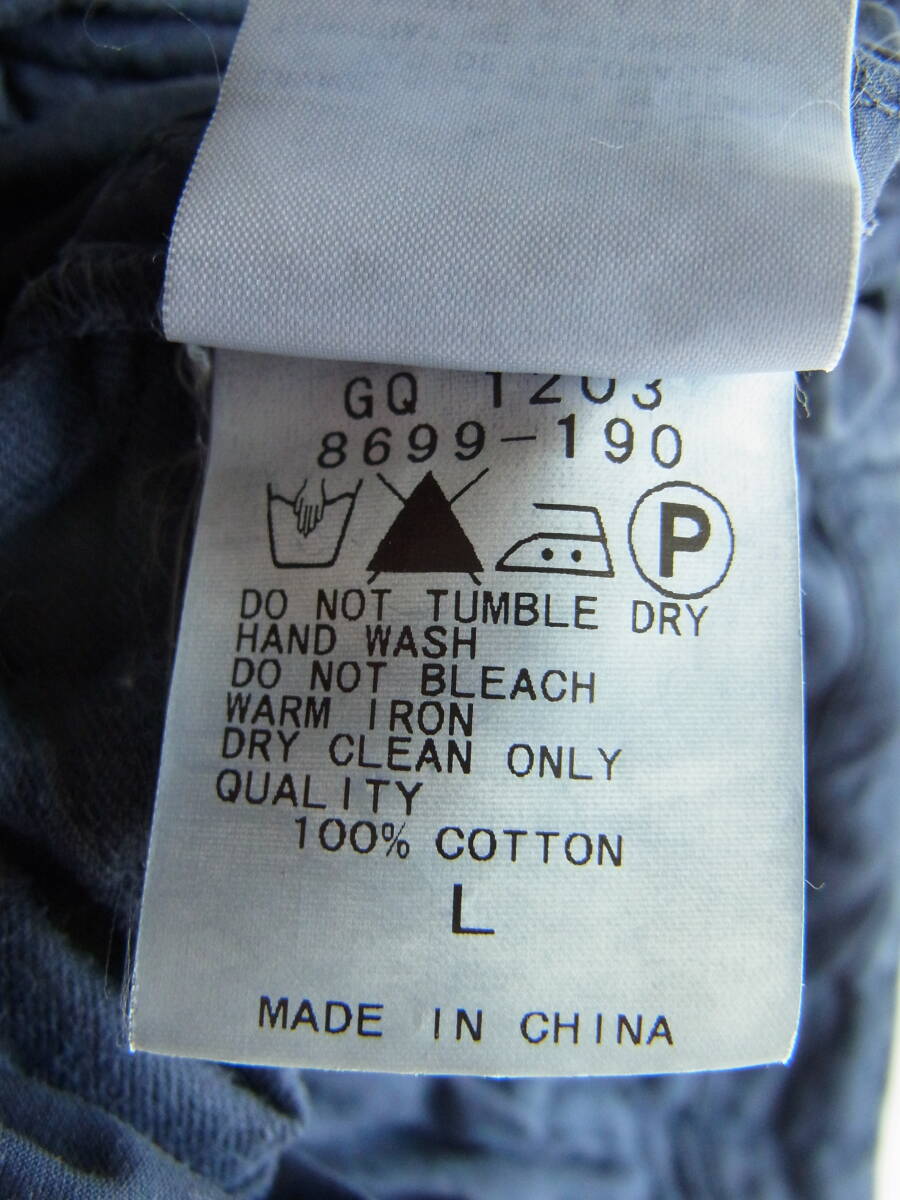 GQ 1203
8699-190
P
DO NOT TUMBLE DRY
HAND WASH
DO NOT BLEACH
WARM IRON
DRY CLEAN ONLY
QUALITY
100% COTTON
L
MADE IN CHINA